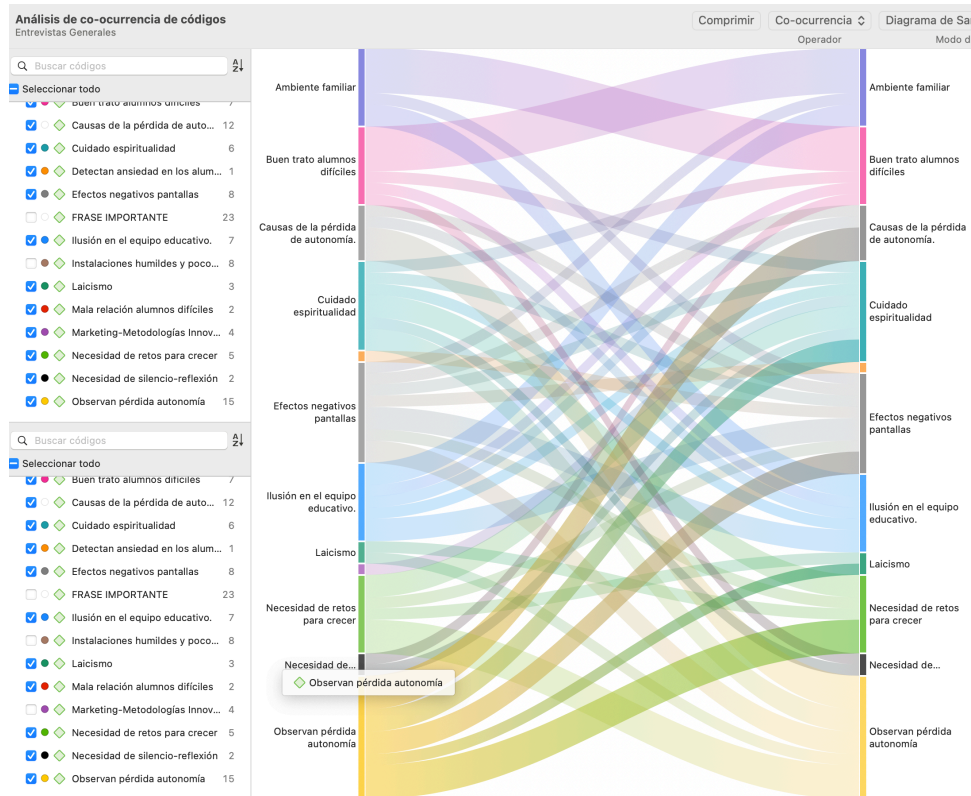 Análisis de co-ocurrencia de códigos
Entrevistas Generales
Comprimir
Co-ocurrencia
Diagrama de Sa
Operador
Modo d
Buscar códigos
Seleccionar todo
Buen trato alumnos difíciles 7
Causas de la pérdida de auto... 12
Cuidado espiritualidad 6
Detectan ansiedad en los alum... 1
Efectos negativos pantallas 8
FRASE IMPORTANTE 23
Ilusión en el equipo educativo. 7
Instalaciones humildes y poco... 8
Laicismo 3
Mala relación alumnos difíciles 2
Marketing-Metodologías Innov... 4
Necesidad de retos para crecer 5
Necesidad de silencio-reflexión 2
Observan pérdida autonomía 15
Buscar códigos
Seleccionar todo
Buen trato alumnos difíciles 7
Causas de la pérdida de auto... 12
Cuidado espiritualidad 6
Detectan ansiedad en los alum... 1
Efectos negativos pantallas 8
FRASE IMPORTANTE 23
Ilusión en el equipo educativo. 7
Instalaciones humildes y poco... 8
Laicismo 3
Mala relación alumnos difíciles 2
Marketing-Metodologías Innov... 4
Necesidad de retos para crecer 5
Necesidad de silencio-reflexión 2
Observan pérdida autonomía 15
Ambiente familiar
Buen trato alumnos
difíciles
Causas de la pérdida
de autonomía.
Cuidado
espiritualidad
Efectos negativos
pantallas
Ilusión en el equipo
educativo.
Laicismo
Necesidad de retos
para crecer
Necesidad de...
Observan pérdida autonomía
Observan pérdida
autonomía
Ambiente familiar
Buen trato alumnos
difíciles
Causas de la pérdida
de autonomía.
Cuidado
espiritualidad
Efectos negativos
pantallas
Ilusión en el equipo
educativo.
Laicismo
Necesidad de retos
para crecer
Necesidad de...
Observan pérdida
autonomía